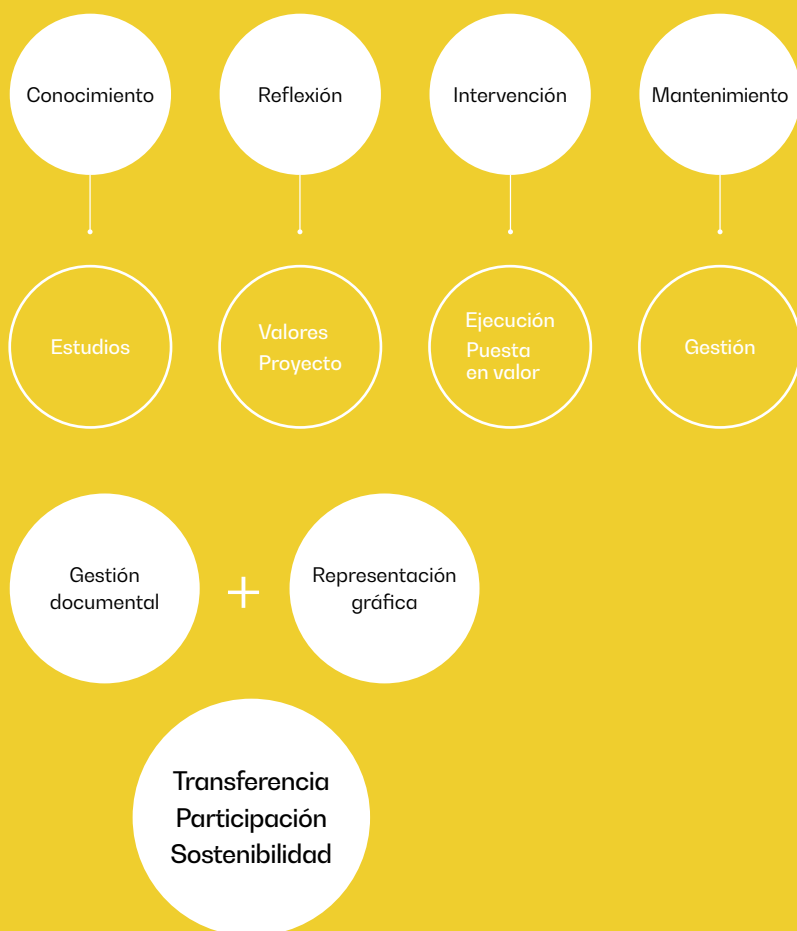 Conocimiento
Reflexión
Intervención
Mantenimiento
Estudios
Valores
Proyecto
Ejecución
Puesta
en valor
Gestión
Gestión
documental
+
Representación
gráfica
Transferencia
Participación
Sostenibilidad